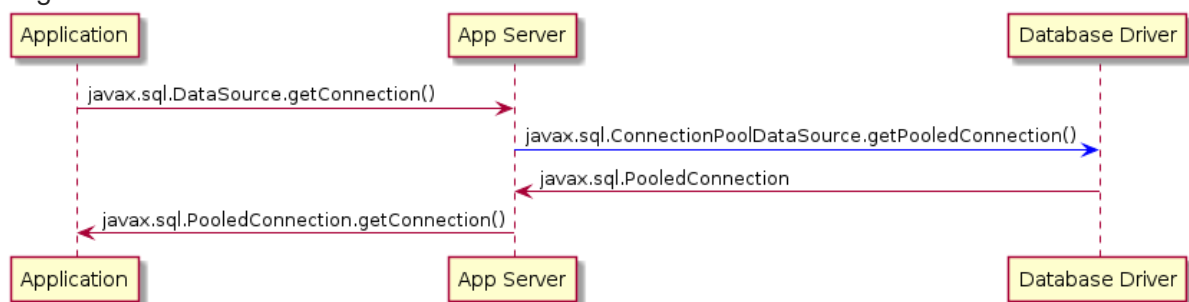 Application App Server Database Driver
javax.sql.DataSource.getConnection()
javax.sql.ConnectionPoolDataSource.getPooledConnection()
javax.sql.PooledConnection
javax.sql.PooledConnection.getConnection()
Application App Server Database Driver